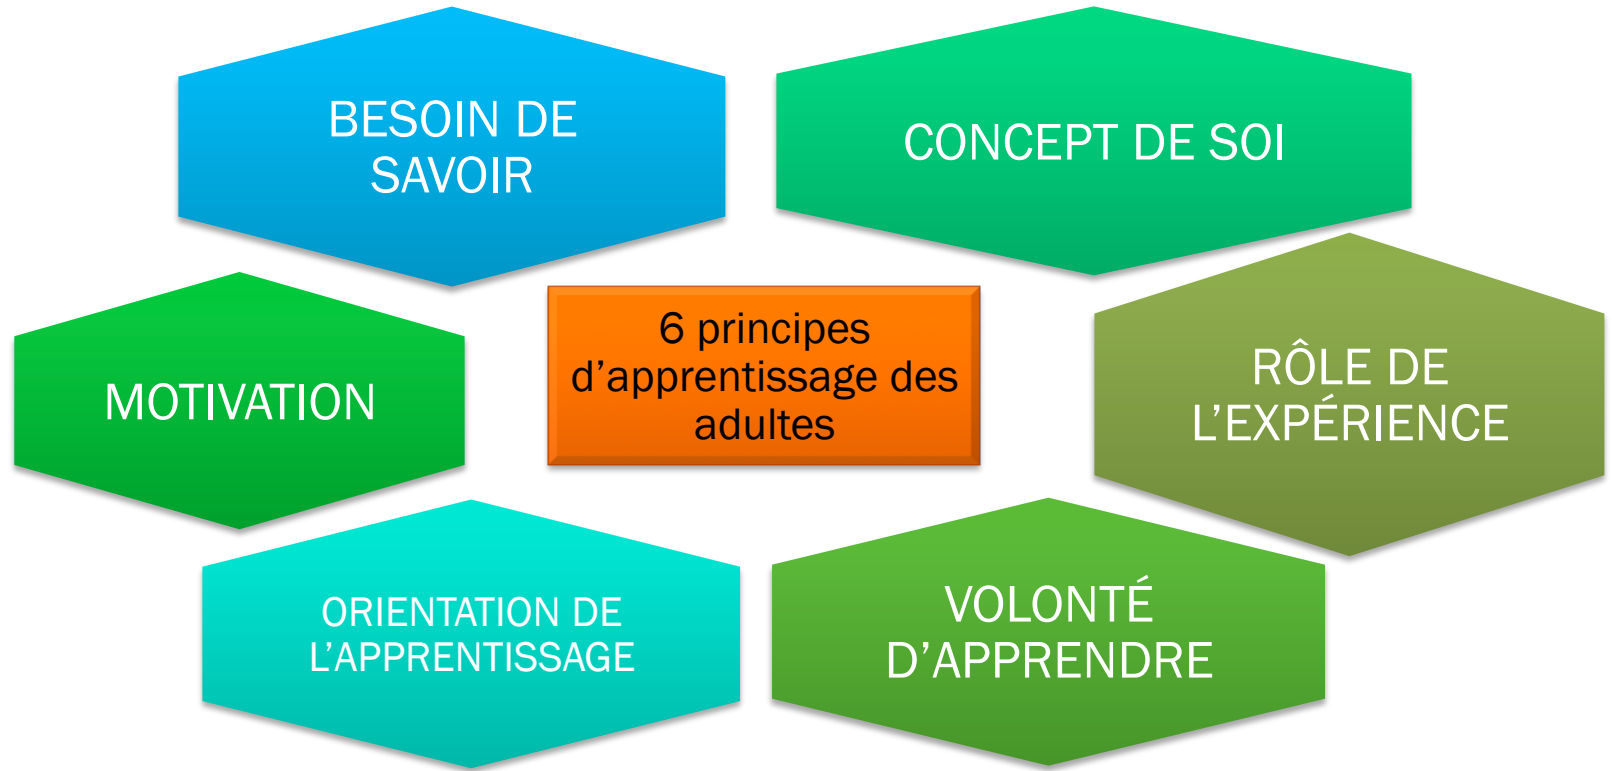 BESOIN DE
SAVOIR
CONCEPT DE SOI
6 principes
d’apprentissage des
adultes
MOTIVATION
RÔLE DE
L’EXPÉRIENCE
ORIENTATION DE
L’APPRENTISSAGE
VOLONTÉ
D’APPRENDRE